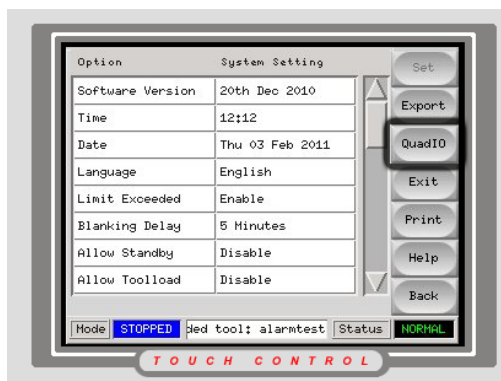 Option System Setting
Set
Software Version 20th Dec 2010
Export
Time 12:12
Date Thu 03 Feb 2011
QuadIO
Language English
Exit
Limit Exceeded Enable
Blanking Delay 5 Minutes
Print
Allow Standby Disable
Help
Allow Toolload Disable
Back
Mode STOPPED ded tool: alarmtest Status NORMAL
TOUCH CONTROL